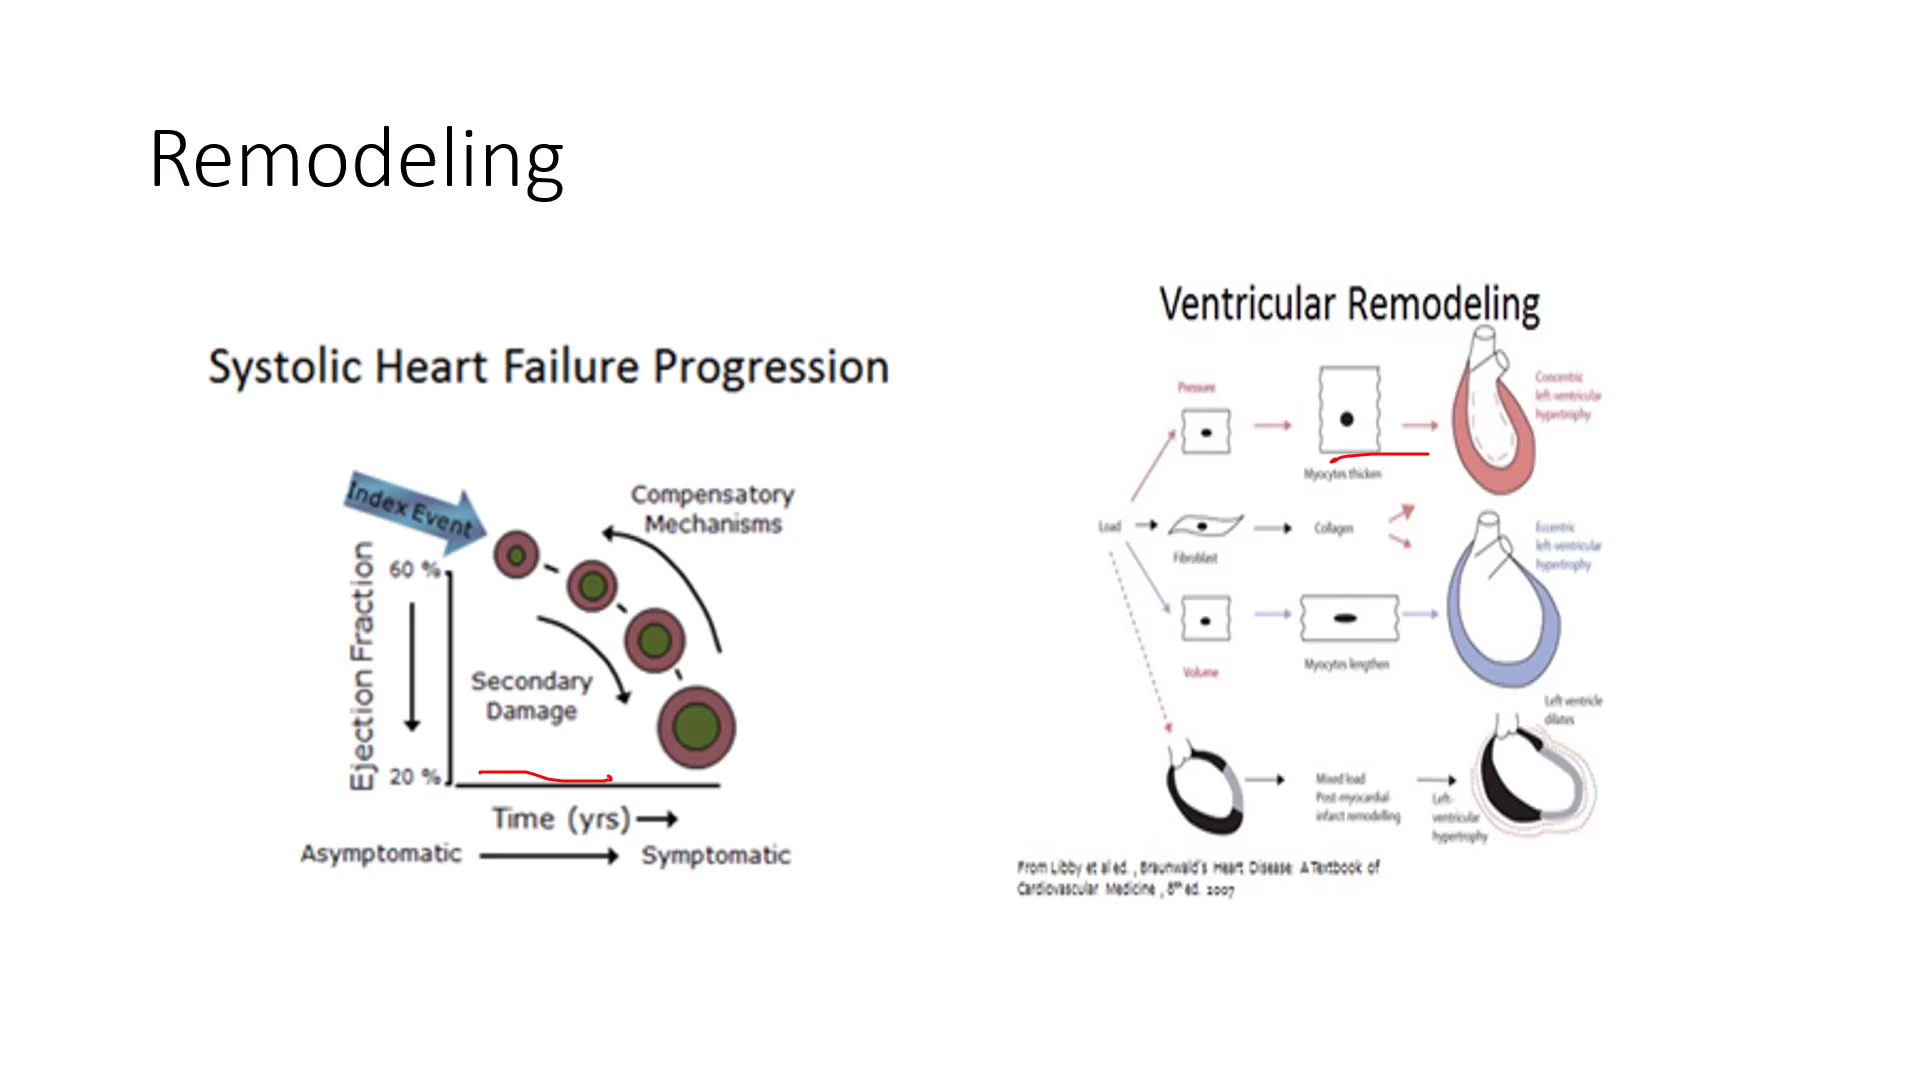 Remodeling
Systolic Heart Failure Progression
Index Event
Compensatory
Mechanisms
Ejection Fraction
60 %
20 %
Secondary
Damage
Time (yrs)
Asymptomatic
Symptomatic
Ventricular Remodeling
Pressure
Myocytes thicken
Concentric
left-ventricular
hypertrophy
Load
Fibroblast
Collagen
Eccentric
left-ventricular
hypertrophy
Volume
Myocytes lengthen
Left ventricle
dilates
Mixed load
Post-myocardial-
infarct remodelling
Left-
ventricular
hypertrophy
From Libby et al ed., Braunwald's Heart Disease: A Textbook of
Cardiovascular Medicine, 8th ed. 2007